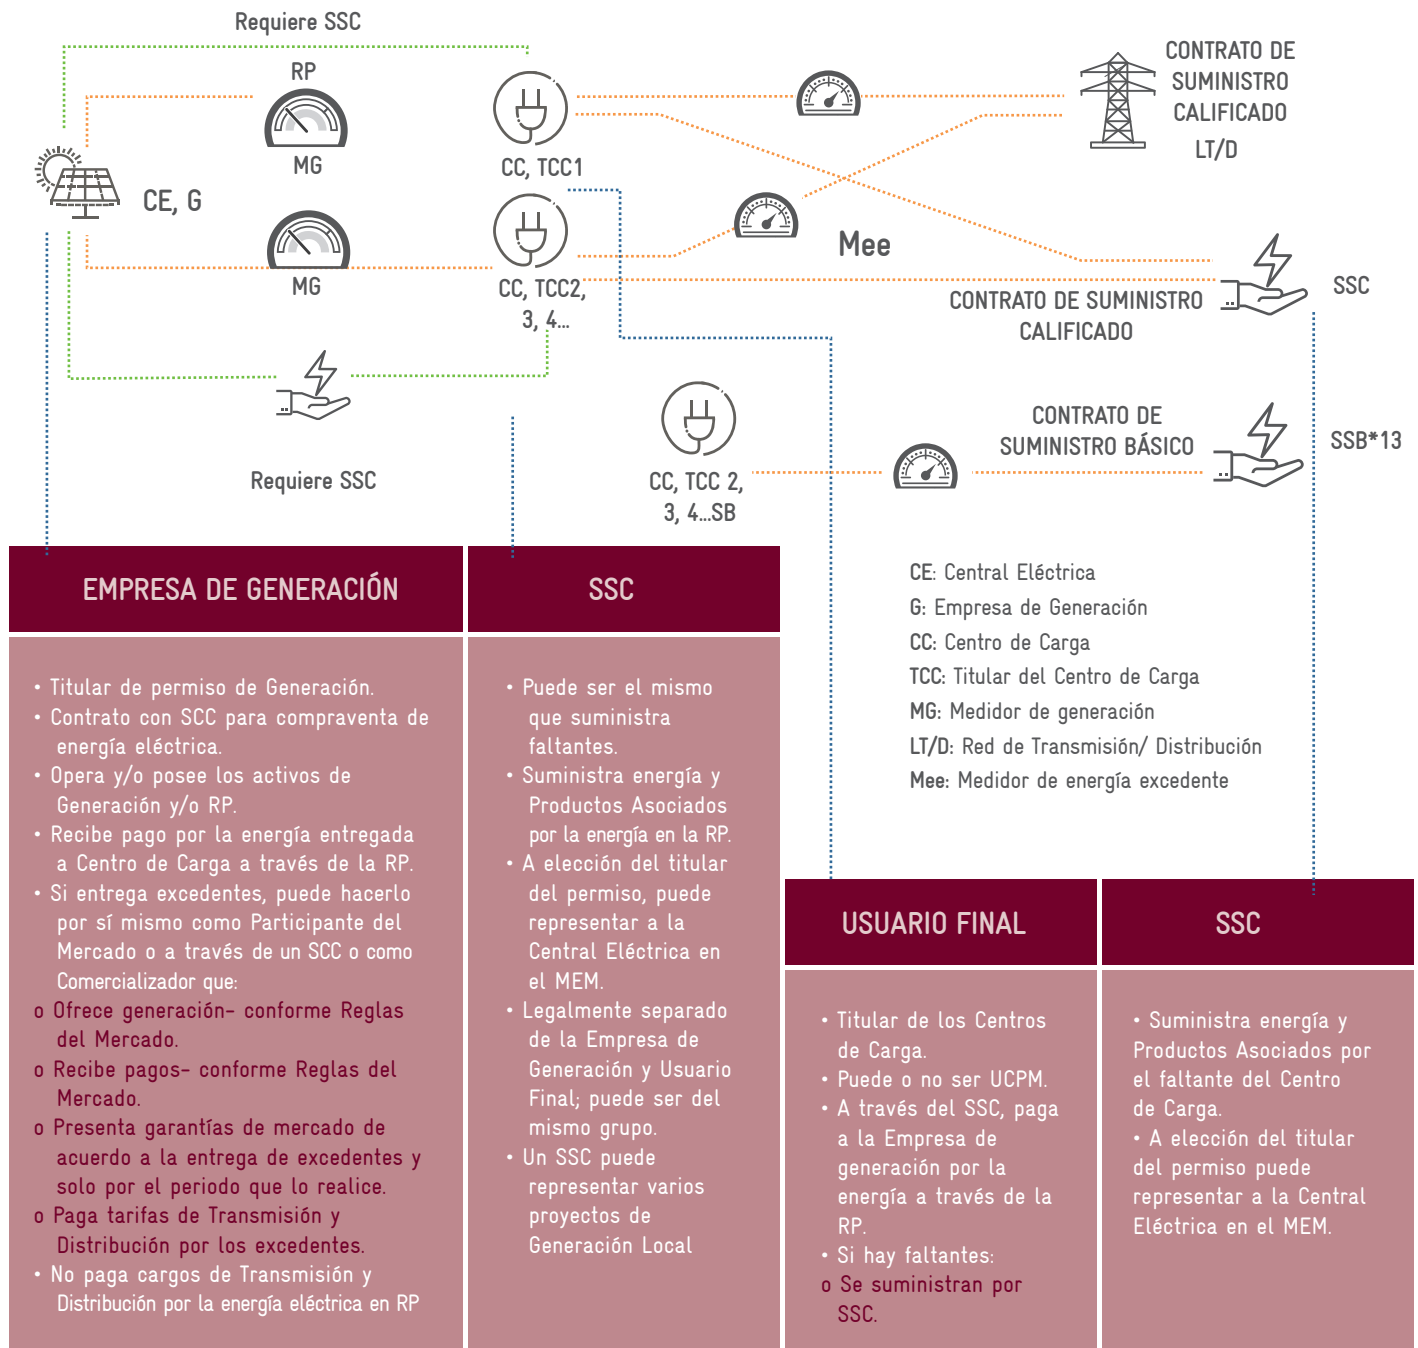 Requiere SSC
RP
MG
CC, TCC1
CONTRATO DE
SUMINISTRO
CALIFICADO
LT/D
CE, G
MG
CC, TCC2,
3, 4...
Mee
CONTRATO DE SUMINISTRO
CALIFICADO
SSC
Requiere SSC
CC, TCC 2,
3, 4...SB
CONTRATO DE
SUMINISTRO BÁSICO
SSB*13
EMPRESA DE GENERACIÓN
• Titular de permiso de Generación.
• Contrato con SCC para compraventa de
energía eléctrica.
• Opera y/o posee los activos de
Generación y/o RP.
• Recibe pago por la energía entregada
a Centro de Carga a través de la RP.
• Si entrega excedentes, puede hacerlo
por sí mismo como Participante del
Mercado o a través de un SCC o como
Comercializador que:
o Ofrece generación- conforme Reglas
del Mercado.
o Recibe pagos- conforme Reglas del
Mercado.
o Presenta garantías de mercado de
acuerdo a la entrega de excedentes y
solo por el periodo que lo realice.
o Paga tarifas de Transmisión y
Distribución por los excedentes.
• No paga cargos de Transmisión y
Distribución por la energía eléctrica en RP
SSC
• Puede ser el mismo
que suministra
faltantes.
• Suministra energía y
Productos Asociados
por la energía en la RP.
• A elección del titular
del permiso, puede
representar a la
Central Eléctrica en
el MEM.
• Legalmente separado
de la Empresa de
Generación y Usuario
Final; puede ser del
mismo grupo.
• Un SSC puede
representar varios
proyectos de
Generación Local
CE: Central Eléctrica
G: Empresa de Generación
CC: Centro de Carga
TCC: Titular del Centro de Carga
MG: Medidor de generación
LT/D: Red de Transmisión/ Distribución
Mee: Medidor de energía excedente
USUARIO FINAL
• Titular de los Centros
de Carga.
• Puede o no ser UCPM.
• A través del SSC, paga
a la Empresa de
generación por la
energía a través de la
RP.
• Si hay faltantes:
o Se suministran por
SSC.
SSC
• Suministra energía y
Productos Asociados por
el faltante del Centro
de Carga.
• A elección del titular
del permiso puede
representar a la Central
Eléctrica en el MEM.